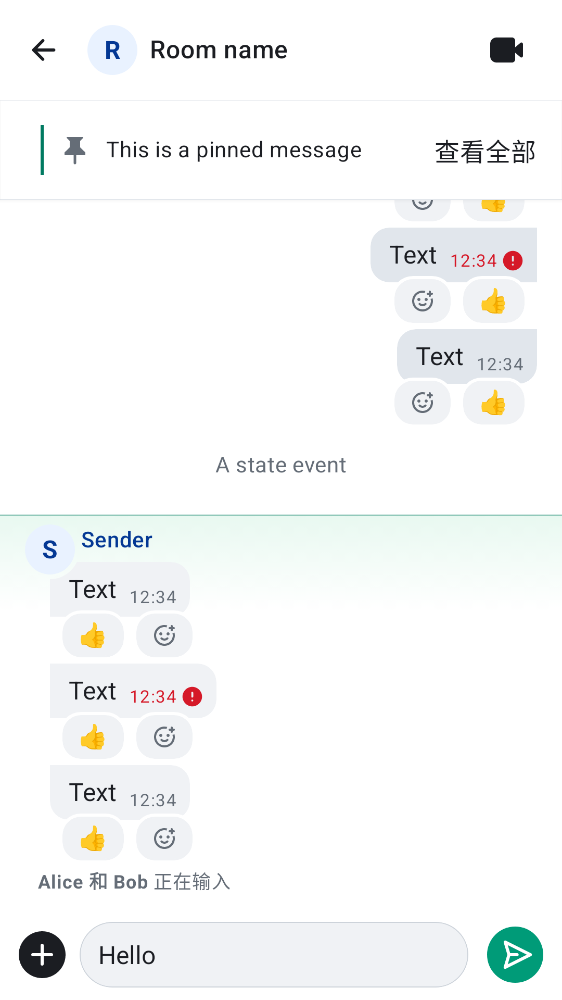 R
Room name
This is a pinned message
查看全部
👍
Text 12:34
👍
Text 12:34
👍
A state event
S
Sender
Text 12:34
👍
Text 12:34
👍
Text 12:34
👍
Alice 和 Bob 正在输入
Hello